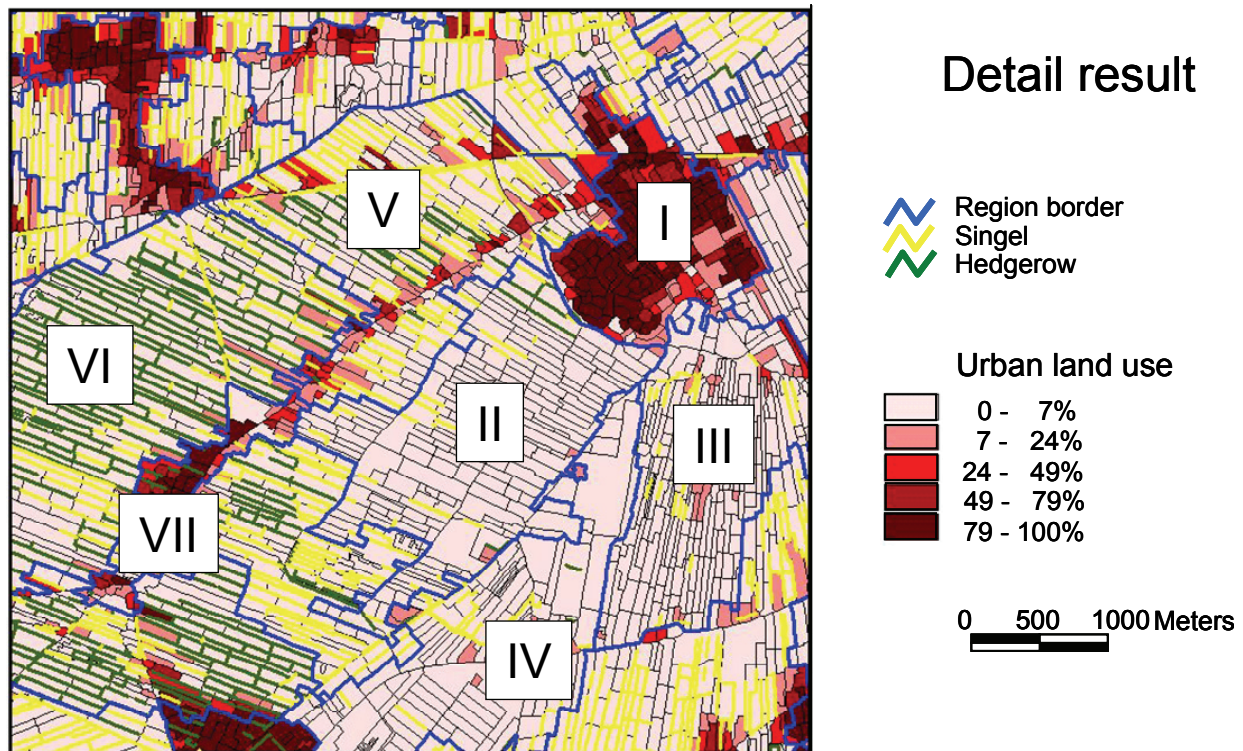 Detail result
V
I
Region border
Singel
Hedgerow
VI
II
III
Urban land use
0 - 7%
7 - 24%
24 - 49%
49 - 79%
79 - 100%
VII
IV
0 500 1000 Meters